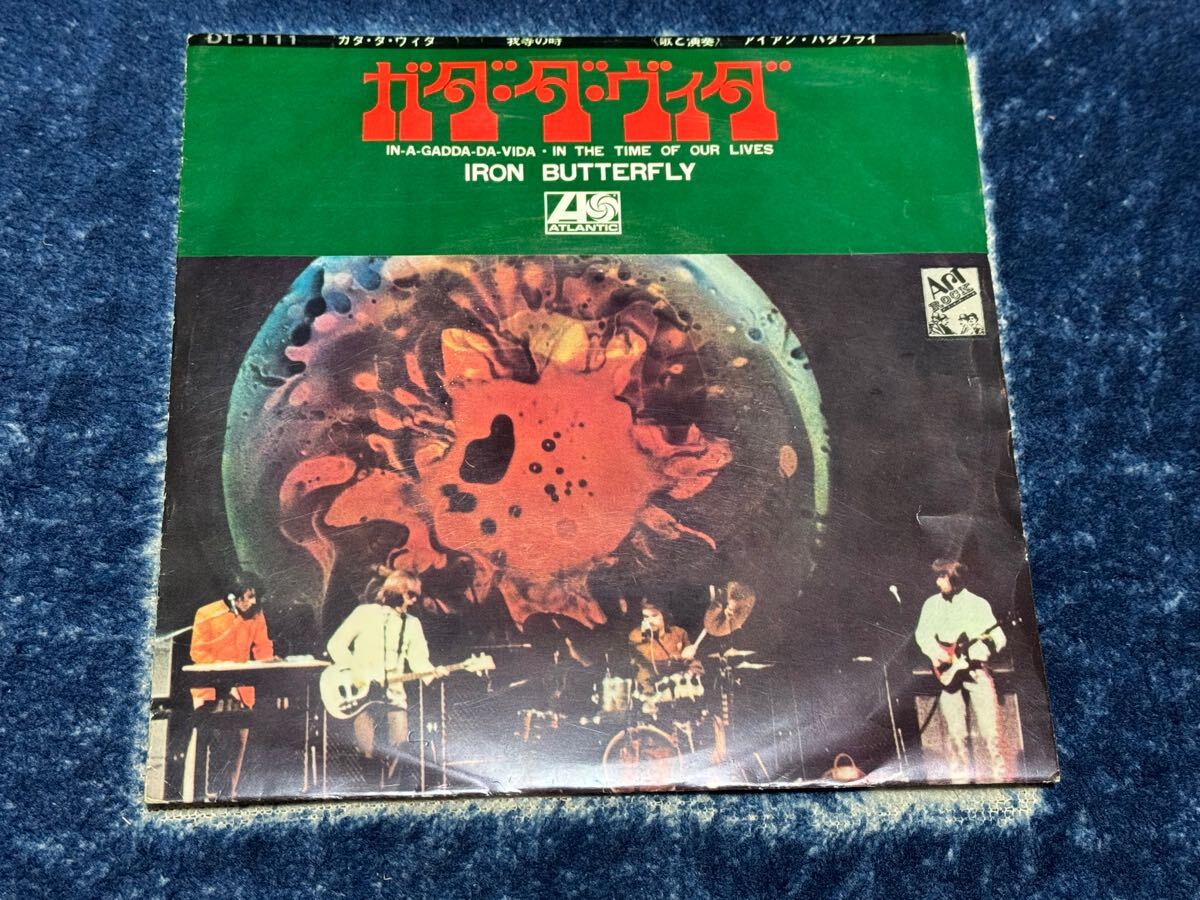 DT-1111 ガダ・ダ・ヴィダ 我等の時 〈歌と演奏〉 アイアン・バタフライ
ガダ・ダ・ヴィダ
IN-A-GADDA-DA-VIDA・IN THE TIME OF OUR LIVES
IRON BUTTERFLY
ATLANTIC
ART
ROCK